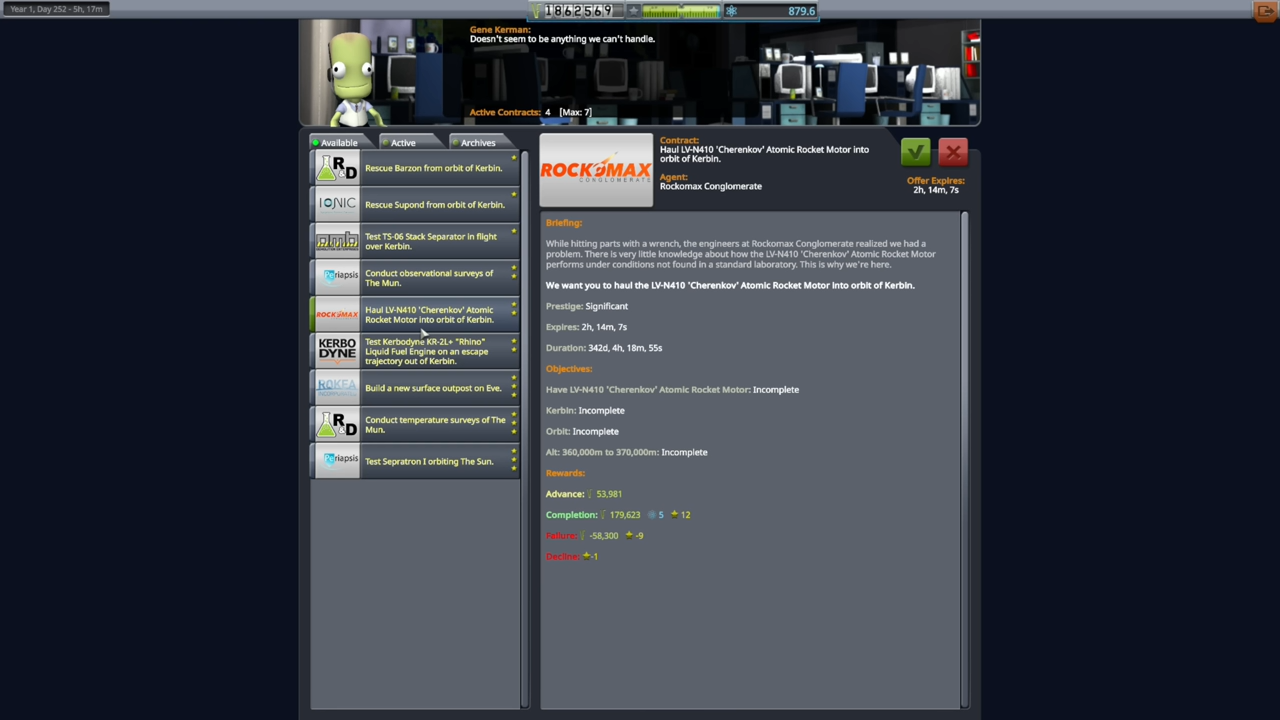 Year 1, Day 252 - 5h, 17m
1862569
879.6
Gene Kerman:
Doesn't seem to be anything we can't handle.
Active Contracts: 4 [Max: 7]
Available
Active
Archives
R&D
Rescue Barzon from orbit of Kerbin.
IONIC
Rescue Supond from orbit of Kerbin.
Test TS-06 Stack Separator in flight
over Kerbin.
Periapsis
Conduct observational surveys of
The Mun.
ROCKOMAX
Haul LV-N410 'Cherenkov' Atomic
Rocket Motor into orbit of Kerbin.
KERBO
DYNE
Test Kerbodyne KR-2L+ "Rhino"
Liquid Fuel Engine on an escape
trajectory out of Kerbin.
ROKEA
Build a new surface outpost on Eve.
R&D
Conduct temperature surveys of The
Mun.
Periapsis
Test Sepratron I orbiting The Sun.
ROCKOMAX
CONGLOMERATE
Contract:
Haul LV-N410 'Cherenkov' Atomic Rocket Motor into
orbit of Kerbin.
Agent:
Rockomax Conglomerate
Offer Expires:
2h, 14m, 7s
Briefing:
While hitting parts with a wrench, the engineers at Rockomax Conglomerate realized we had a
problem. There is very little knowledge about how the LV-N410 'Cherenkov' Atomic Rocket Motor
performs under conditions not found in a standard laboratory. This is why we're here.
We want you to haul the LV-N410 'Cherenkov' Atomic Rocket Motor into orbit of Kerbin.
Prestige: Significant
Expires: 2h, 14m, 7s
Duration: 342d, 4h, 18m, 55s
Objectives:
Have LV-N410 'Cherenkov' Atomic Rocket Motor: Incomplete
Kerbin: Incomplete
Orbit: Incomplete
Alt: 360,000m to 370,000m: Incomplete
Rewards:
Advance: 53,981
Completion: 179,623 5 12
Failure: -58,300 -9
Decline: -1